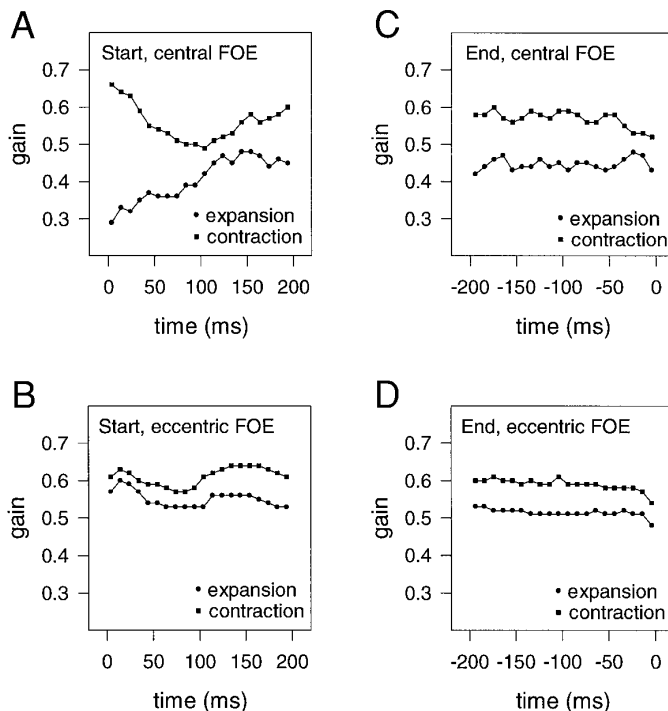 A
Start, central FOE
0.7
0.6
0.5
0.4
0.3
gain
expansion
contraction
0 50 100 150 200
time (ms)
C
End, central FOE
0.7
0.6
0.5
0.4
0.3
gain
expansion
contraction
-200 -150 -100 -50 0
time (ms)
B
Start, eccentric FOE
0.7
0.6
0.5
0.4
0.3
gain
expansion
contraction
0 50 100 150 200
time (ms)
D
End, eccentric FOE
0.7
0.6
0.5
0.4
0.3
gain
expansion
contraction
-200 -150 -100 -50 0
time (ms)